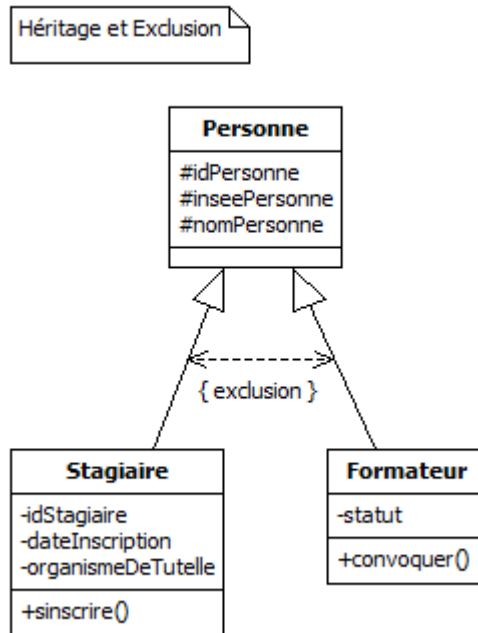 Héritage et Exclusion
Personne
#idPersonne
#inseePersonne
#nomPersonne
{ exclusion }
Stagiaire
-idStagiaire
-dateInscription
-organismeDeTutelle
+sinscrire()
Formateur
-statut
+convoquer()